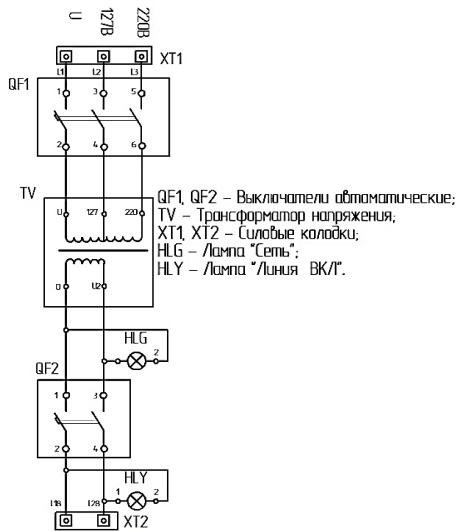 U 127В 220В
XT1
L1 L2 L3
QF1
1 3 5
2 4 6
TV
U 127 220
QF1, QF2 – Выключатели автоматические;
TV – Трансформатор напряжения;
XT1, XT2 – Силовые колодки;
HLG – Лампа "Сеть";
HLY – Лампа "Линия ВКЛ".
0 U2
HLG
1 2
QF2
1 3
2 4
HLY
1 2
XT2